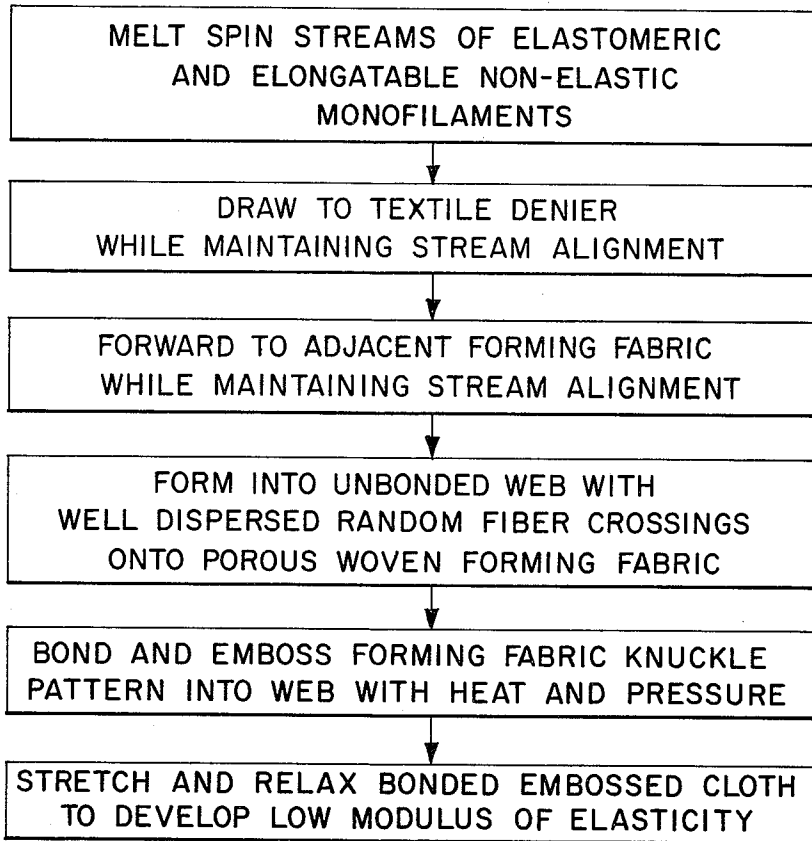 MELT SPIN STREAMS OF ELASTOMERIC
AND ELONGATABLE NON-ELASTIC
MONOFILAMENTS
DRAW TO TEXTILE DENIER
WHILE MAINTAINING STREAM ALIGNMENT
FORWARD TO ADJACENT FORMING FABRIC
WHILE MAINTAINING STREAM ALIGNMENT
FORM INTO UNBONDED WEB WITH
WELL DISPERSED RANDOM FIBER CROSSINGS
ONTO POROUS WOVEN FORMING FABRIC
BOND AND EMBOSS FORMING FABRIC KNUCKLE
PATTERN INTO WEB WITH HEAT AND PRESSURE
STRETCH AND RELAX BONDED EMBOSSED CLOTH
TO DEVELOP LOW MODULUS OF ELASTICITY